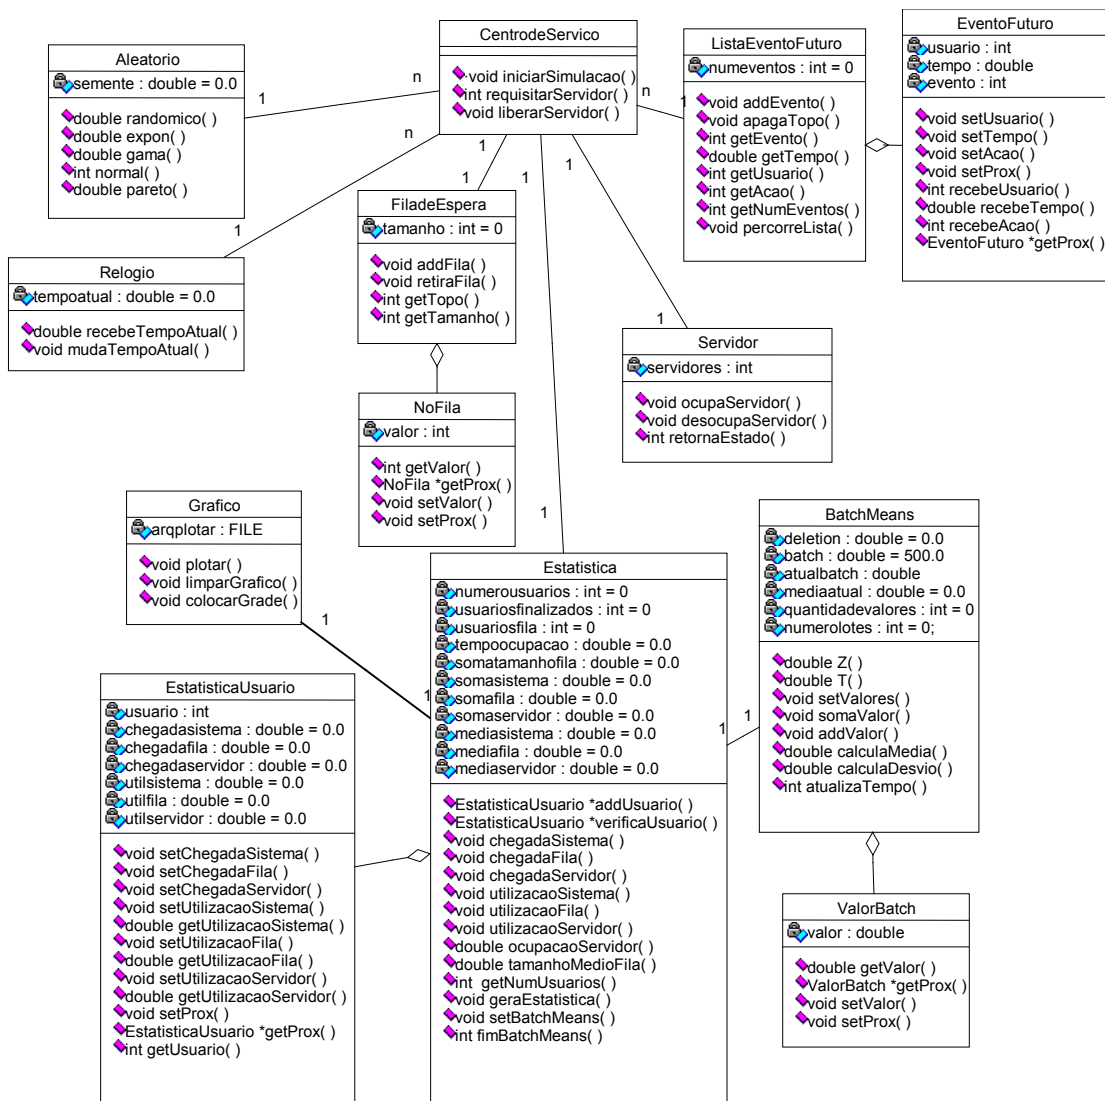 Aleatorio
semente : double = 0.0
double randomico( )
double expon( )
double gama( )
int normal( )
double pareto( )
CentrodeServico
void iniciarSimulacao( )
int requisitarServidor( )
void liberarServidor( )
ListaEventoFuturo
numeventos : int = 0
void addEvento( )
void apagaTopo( )
int getEvento( )
double getTempo( )
int getUsuario( )
int getAcao( )
int getNumEventos( )
void percorreLista( )
EventoFuturo
usuario : int
tempo : double
evento : int
void setUsuario( )
void setTempo( )
void setAcao( )
void setProx( )
int recebeUsuario( )
double recebeTempo( )
int recebeAcao( )
EventoFuturo *getProx( )
n
1
n
1
n
1
1
1
1
1
1
1
Relogio
tempoatual : double = 0.0
double recebeTempoAtual( )
void mudaTempoAtual( )
FiladeEspera
tamanho : int = 0
void addFila( )
void retiraFila( )
int getTopo( )
int getTamanho( )
Servidor
servidores : int
void ocupaServidor( )
void desocupaServidor( )
int retornaEstado( )
NoFila
valor : int
int getValor( )
NoFila *getProx( )
void setValor( )
void setProx( )
Grafico
arqplotar : FILE
void plotar( )
void limparGrafico( )
void colocarGrade( )
1
1
Estatistica
numerousuarios : int = 0
usuariosfinalizados : int = 0
usuariosfila : int = 0
tempoocupacao : double = 0.0
somatamanhofila : double = 0.0
somasistema : double = 0.0
somafila : double = 0.0
somaservidor : double = 0.0
mediasistema : double = 0.0
mediafila : double = 0.0
mediaservidor : double = 0.0
EstatisticaUsuario *addUsuario( )
EstatisticaUsuario *verificaUsuario( )
void chegadaSistema( )
void chegadaFila( )
void chegadaServidor( )
void utilizacaoSistema( )
void utilizacaoFila( )
void utilizacaoServidor( )
double ocupacaoServidor( )
double tamanhoMedioFila( )
int getNumUsuarios( )
void geraEstatistica( )
void setBatchMeans( )
int fimBatchMeans( )
1
1
BatchMeans
deletion : double = 0.0
batch : double = 500.0
atualbatch : double
mediaatual : double = 0.0
quantidadevalores : int = 0
numerolotes : int = 0;
double Z( )
double T( )
void setValores( )
void somaValor( )
void addValor( )
double calculaMedia( )
double calculaDesvio( )
int atualizaTempo( )
EstatisticaUsuario
usuario : int
chegadasistema : double = 0.0
chegadafila : double = 0.0
chegadaservidor : double = 0.0
utilsistema : double = 0.0
utilfila : double = 0.0
utilservidor : double = 0.0
void setChegadaSistema( )
void setChegadaFila( )
void setChegadaServidor( )
void setUtilizacaoSistema( )
double getUtilizacaoSistema( )
void setUtilizacaoFila( )
double getUtilizacaoFila( )
void setUtilizacaoServidor( )
double getUtilizacaoServidor( )
void setProx( )
EstatisticaUsuario *getProx( )
int getUsuario( )
ValorBatch
valor : double
double getValor( )
ValorBatch *getProx( )
void setValor( )
void setProx( )